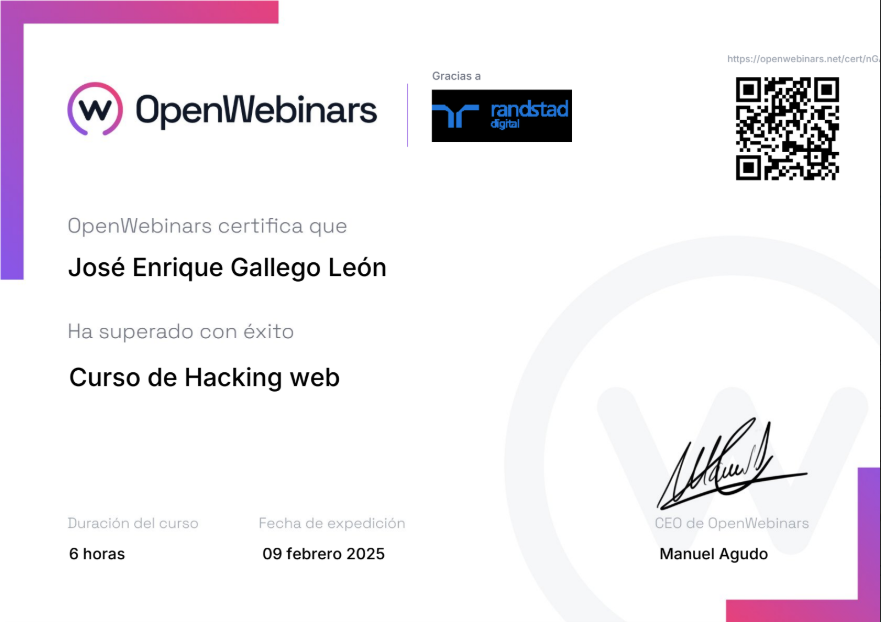 Gracias a
https://openwebinars.net/cert/nG
OpenWebinars
randstad
digital
OpenWebinars certifica que
José Enrique Gallego León
Ha superado con éxito
Curso de Hacking web
Duración del curso
Fecha de expedición
CEO de OpenWebinars
6 horas
09 febrero 2025
Manuel Agudo